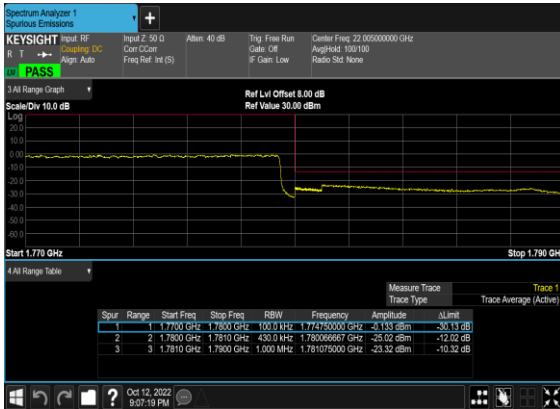 Spectrum Analyzer 1
Spurious Emissions
+
KEYSIGHT Input: RF Input Z: 50 Ω Atten: 40 dB Trig: Free Run Center Freq: 22.005000000 GHz
R T Coupling: DC Corr CCorr Gate: Off Avg|Hold: 100/100
Align: Auto Freq Ref: Int (S) IF Gain: Low Radio Std: None
PASS
3 All Range Graph
Ref Lvl Offset 8.00 dB
Scale/Div 10.0 dB Ref Value 30.00 dBm
Log
20.0
10.0
0.00
-10.0
-20.0
-30.0
-40.0
-50.0
-60.0
Start 1.770 GHz Stop 1.790 GH
4 All Range Table
Measure Trace Trace 1
Trace Type Trace Average (Active)
Spur Range Start Freq Stop Freq RBW Frequency Amplitude ΔLimit
1 1 1.7700 GHz 1.7800 GHz 100.0 kHz 1.774750000 GHz -0.133 dBm -30.13 dB
2 2 1.7800 GHz 1.7810 GHz 430.0 kHz 1.780066667 GHz -25.02 dBm -12.02 dB
3 3 1.7810 GHz 1.7900 GHz 1.000 MHz 1.781075000 GHz -23.32 dBm -10.32 dB
? Oct 12, 2022
9:07:19 PM